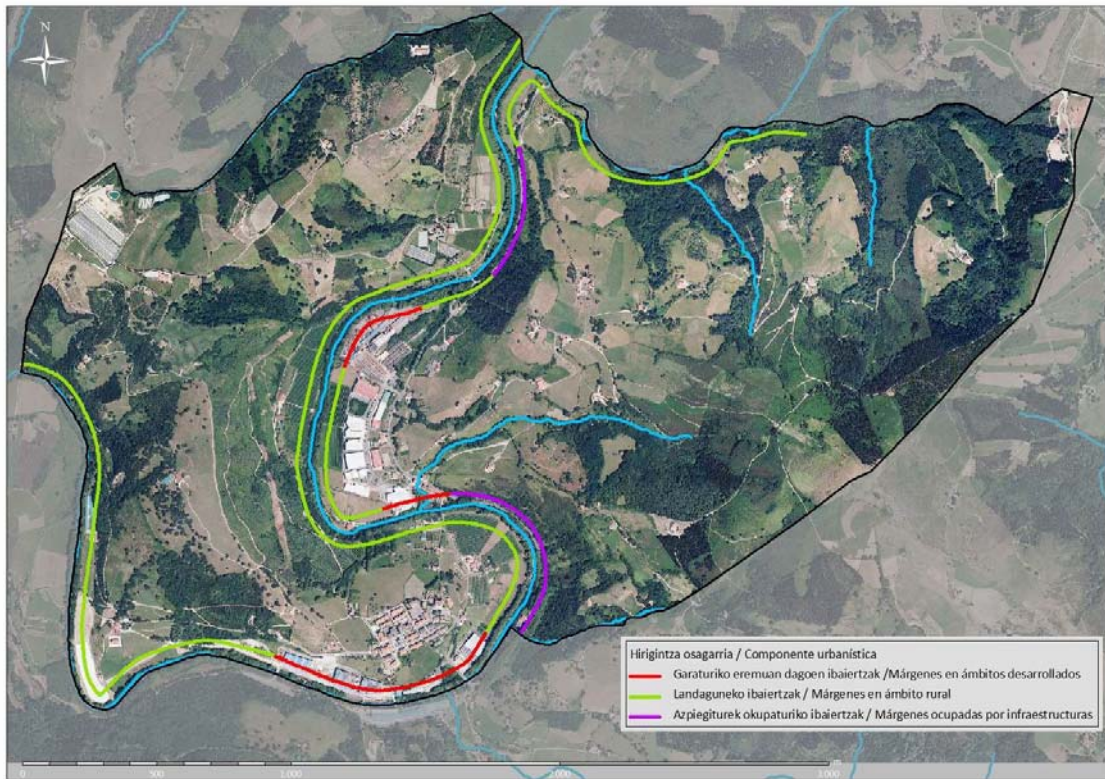 N
Hirigintza osagarria / Componente urbanística
Garaturiko eremuan dagoen ibaiertzak /Márgenes en ámbitos desarrollados
Landaguneko ibaiertzak / Márgenes en ámbito rural
Azpiegiturek okupaturiko ibaiertzak / Márgenes ocupadas por infraestructuras
0 500 1.000 2.000 3.000